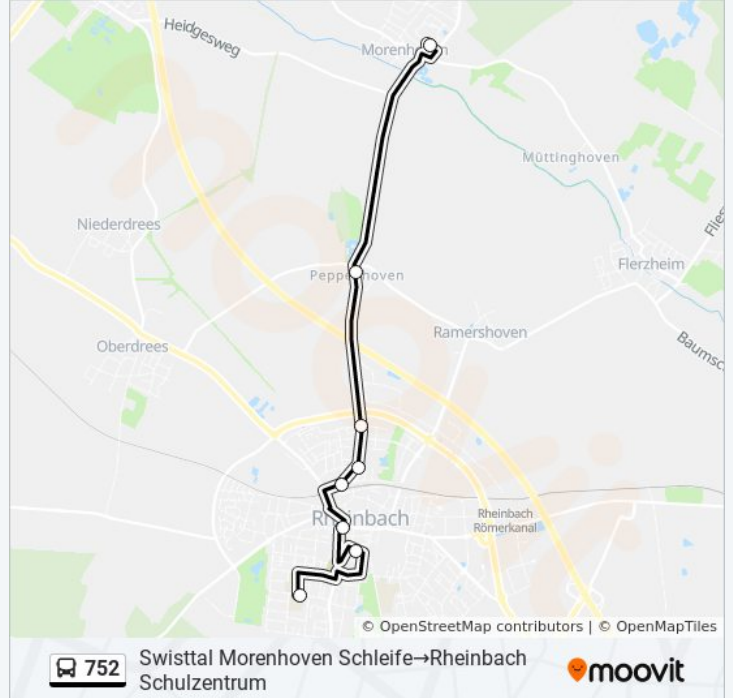 Heidgesweg
Morenhoven
Müttinghoven
Niederdrees
Flerzheim
Peppenhoven
Ramershoven
Oberdrees
Rheinbach
Rheinbach
Römerkanal
© OpenStreetMap contributors | © OpenMapTiles
752
Swisttal Morenhoven Schleife→Rheinbach
Schulzentrum
moovit